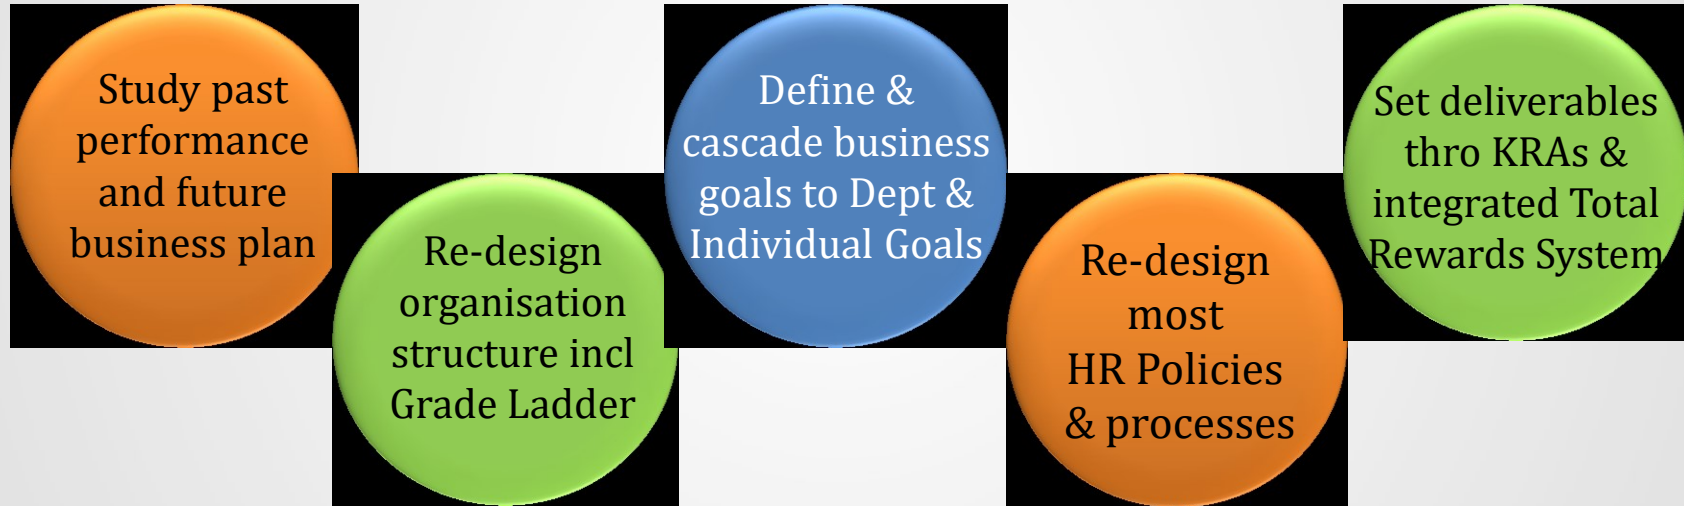 Study past
performance
and future
business plan
Re-design
organisation
structure incl
Grade Ladder
Define &
cascade business
goals to Dept &
Individual Goals
Re-design
most
HR Policies
& processes
Set deliverables
thro KRAs &
integrated Total
Rewards System